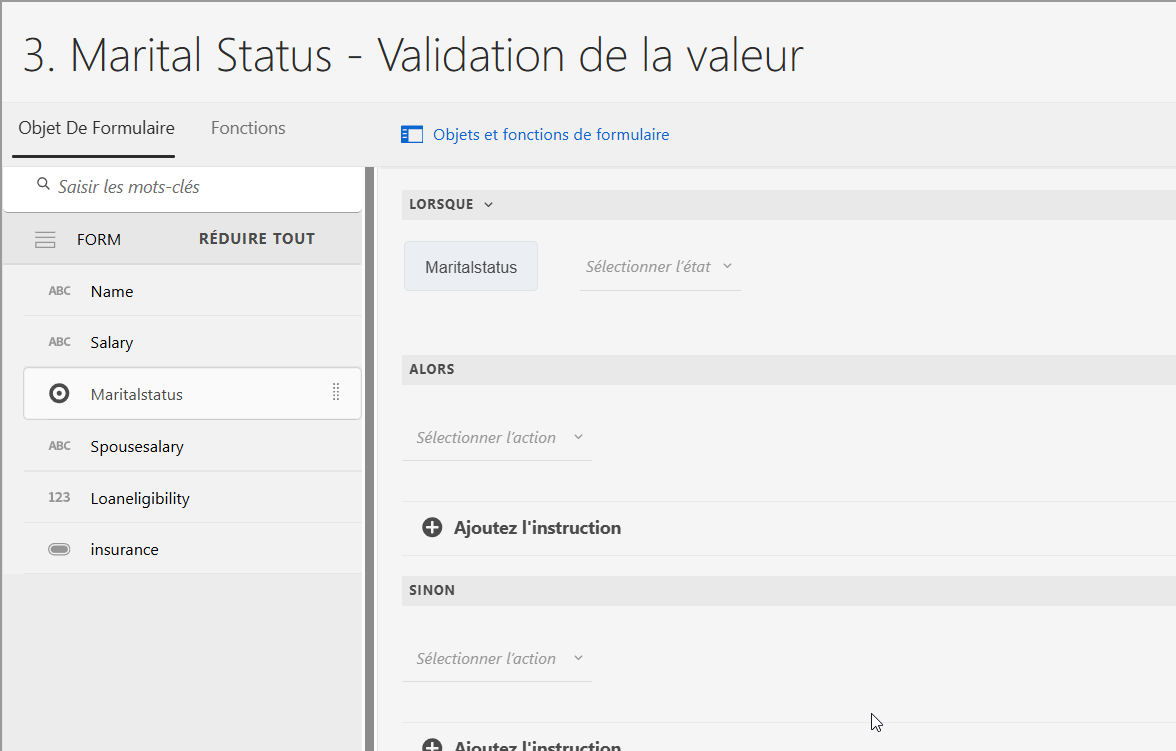 3. Marital Status - Validation de la valeur
Objet De Formulaire
Fonctions
Objets et fonctions de formulaire
Saisir les mots-clés
FORM
RÉDUIRE TOUT
ABC Name
ABC Salary
Maritalstatus
ABC Spousesalary
123 Loaneligibility
insurance
LORSQUE
Maritalstatus
Sélectionner l'état
ALORS
Sélectionner l'action
Ajoutez l'instruction
SINON
Sélectionner l'action
Ajoutez l'instruction